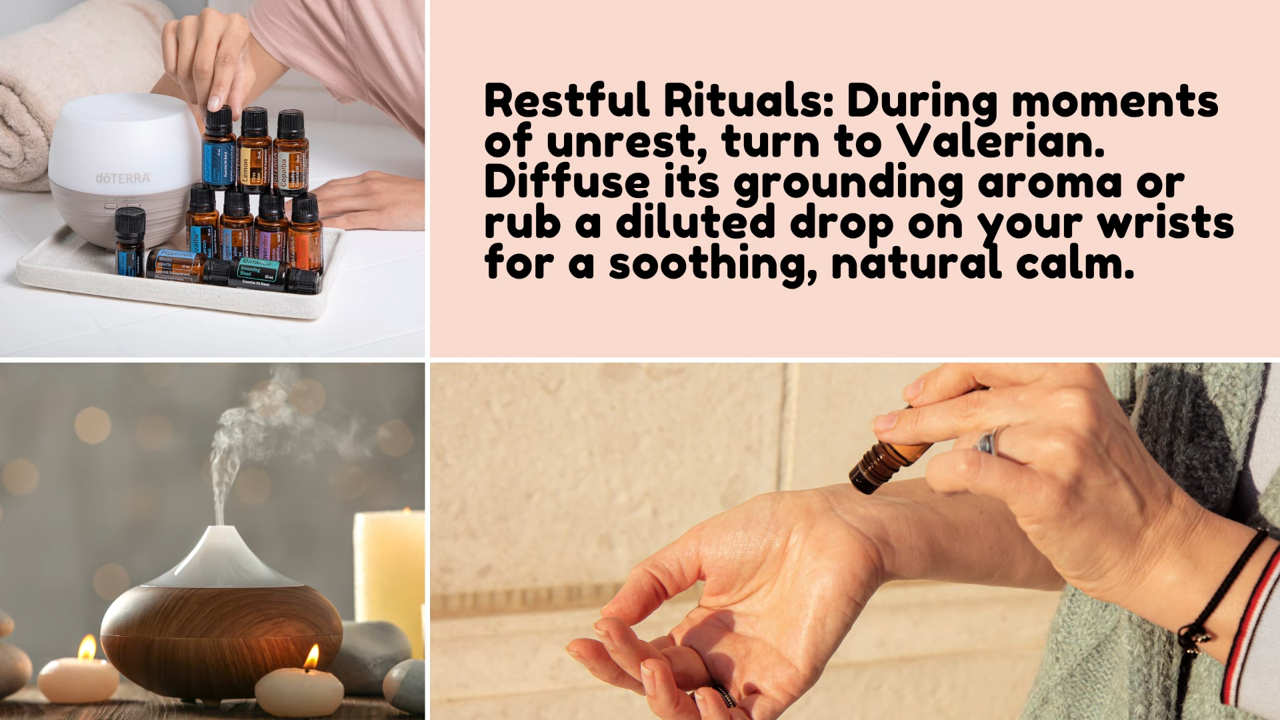 dōTERRA
Lemon
Copaiba
Restful Rituals: During moments
of unrest, turn to Valerian.
Diffuse its grounding aroma or
rub a diluted drop on your wrists
for a soothing, natural calm.